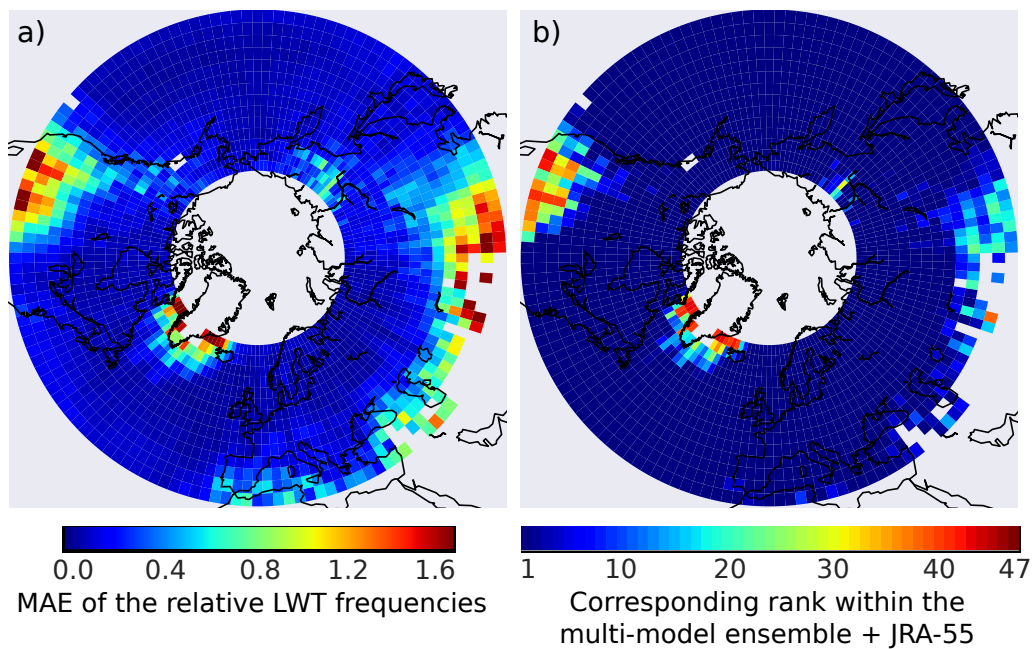 a)
b)
0.0 0.4 0.8 1.2 1.6
MAE of the relative LWT frequencies
1 10 20 30 40 47
Corresponding rank within the
multi-model ensemble + JRA-55